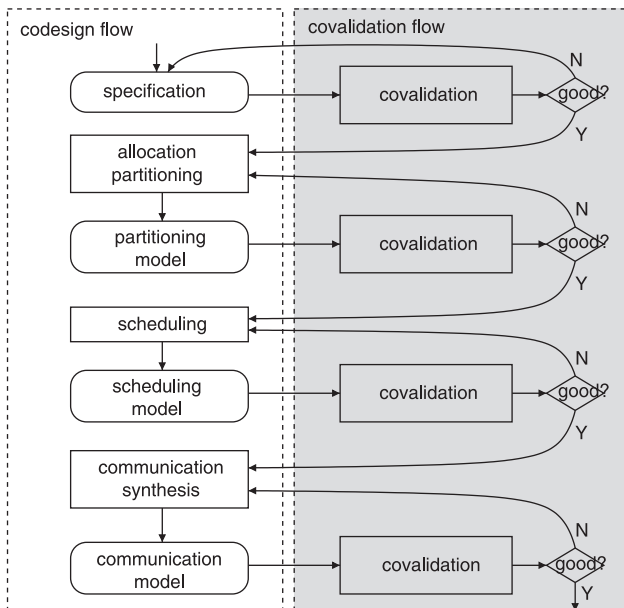 codesign flow
covalidation flow
N
specification
covalidation
good?
Y
allocation
partitioning
N
partitioning
model
covalidation
good?
Y
scheduling
N
scheduling
model
covalidation
good?
Y
communication
synthesis
N
communication
model
covalidation
good?
Y